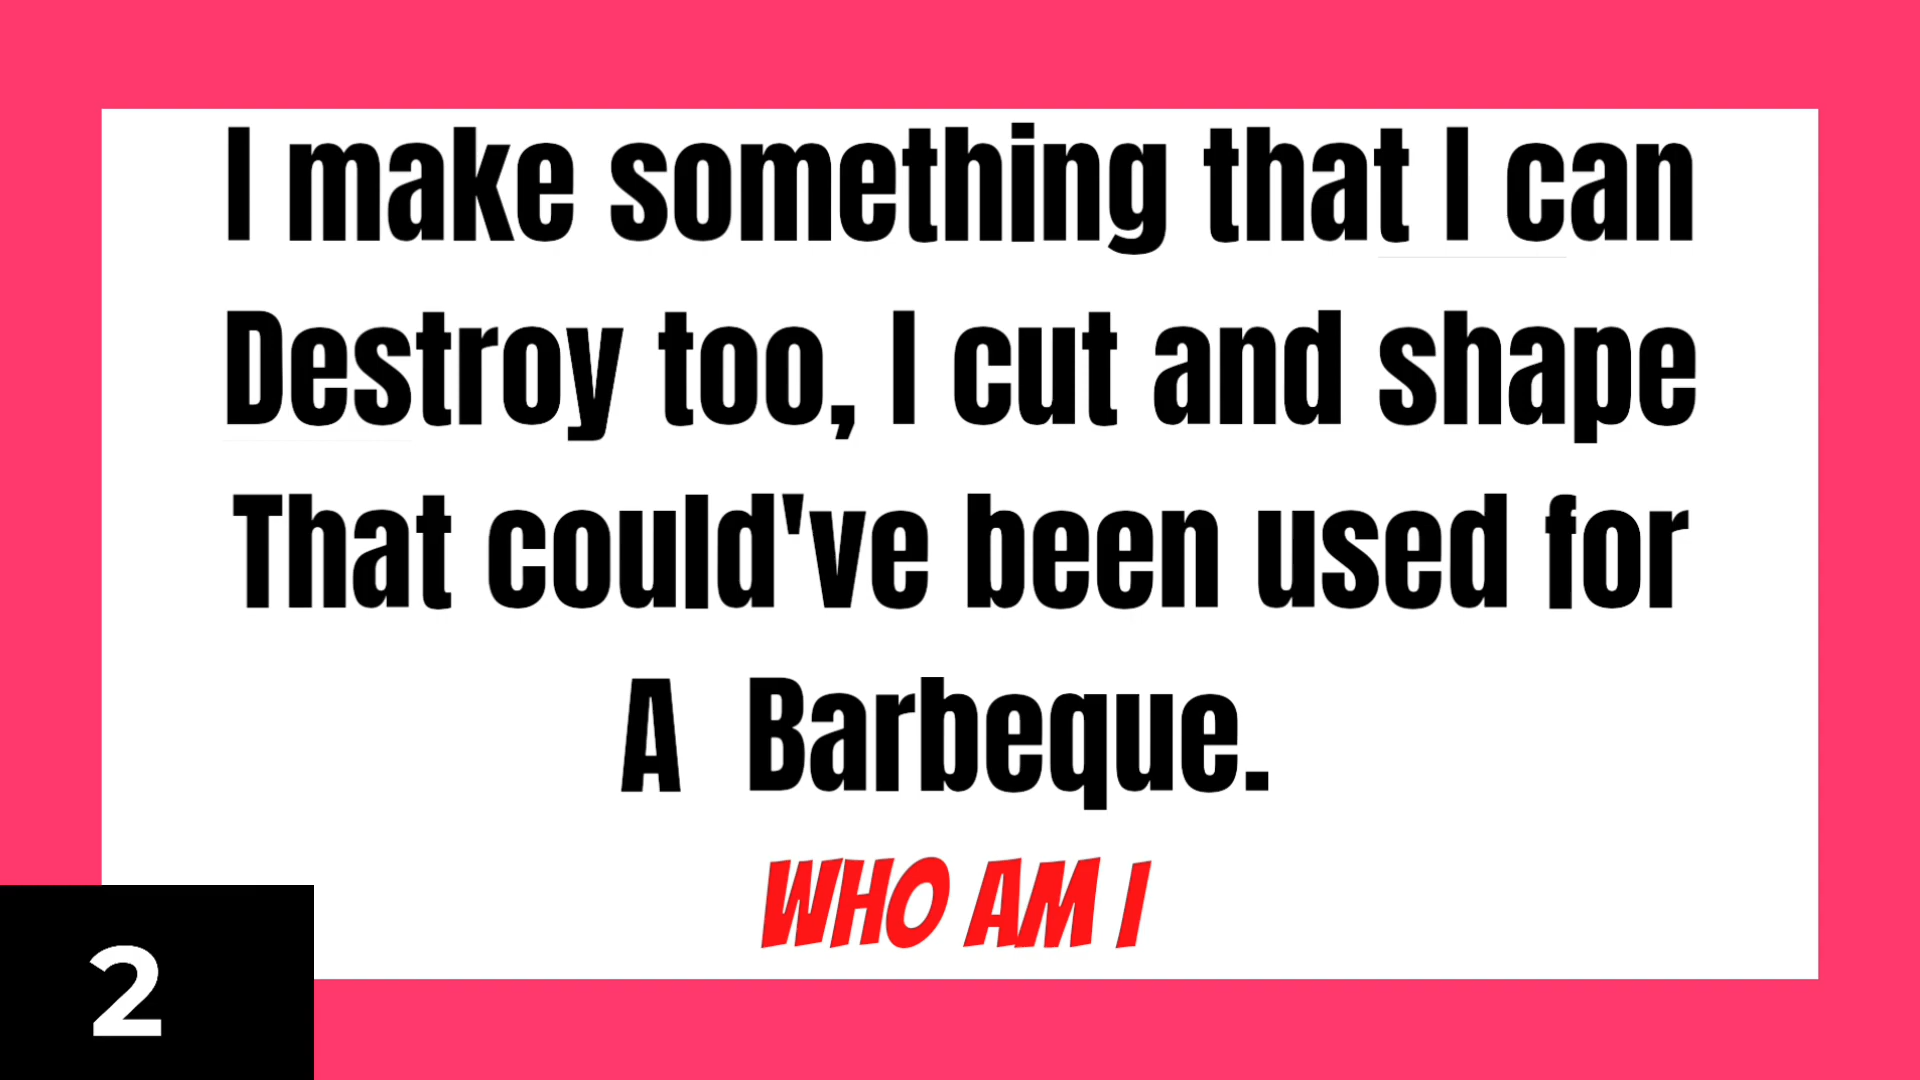 I make something that I can
Destroy too, I cut and shape
That could've been used for
A Barbeque.
WHO AM I
2